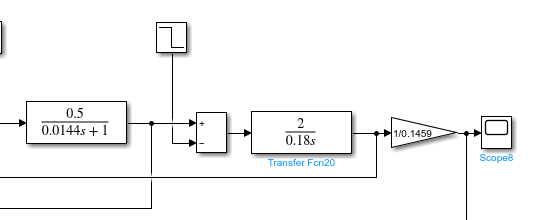 0.5
0.0144s + 1
+
−
2
0.18s
Transfer Fcn20
1/0.1459
Scope8